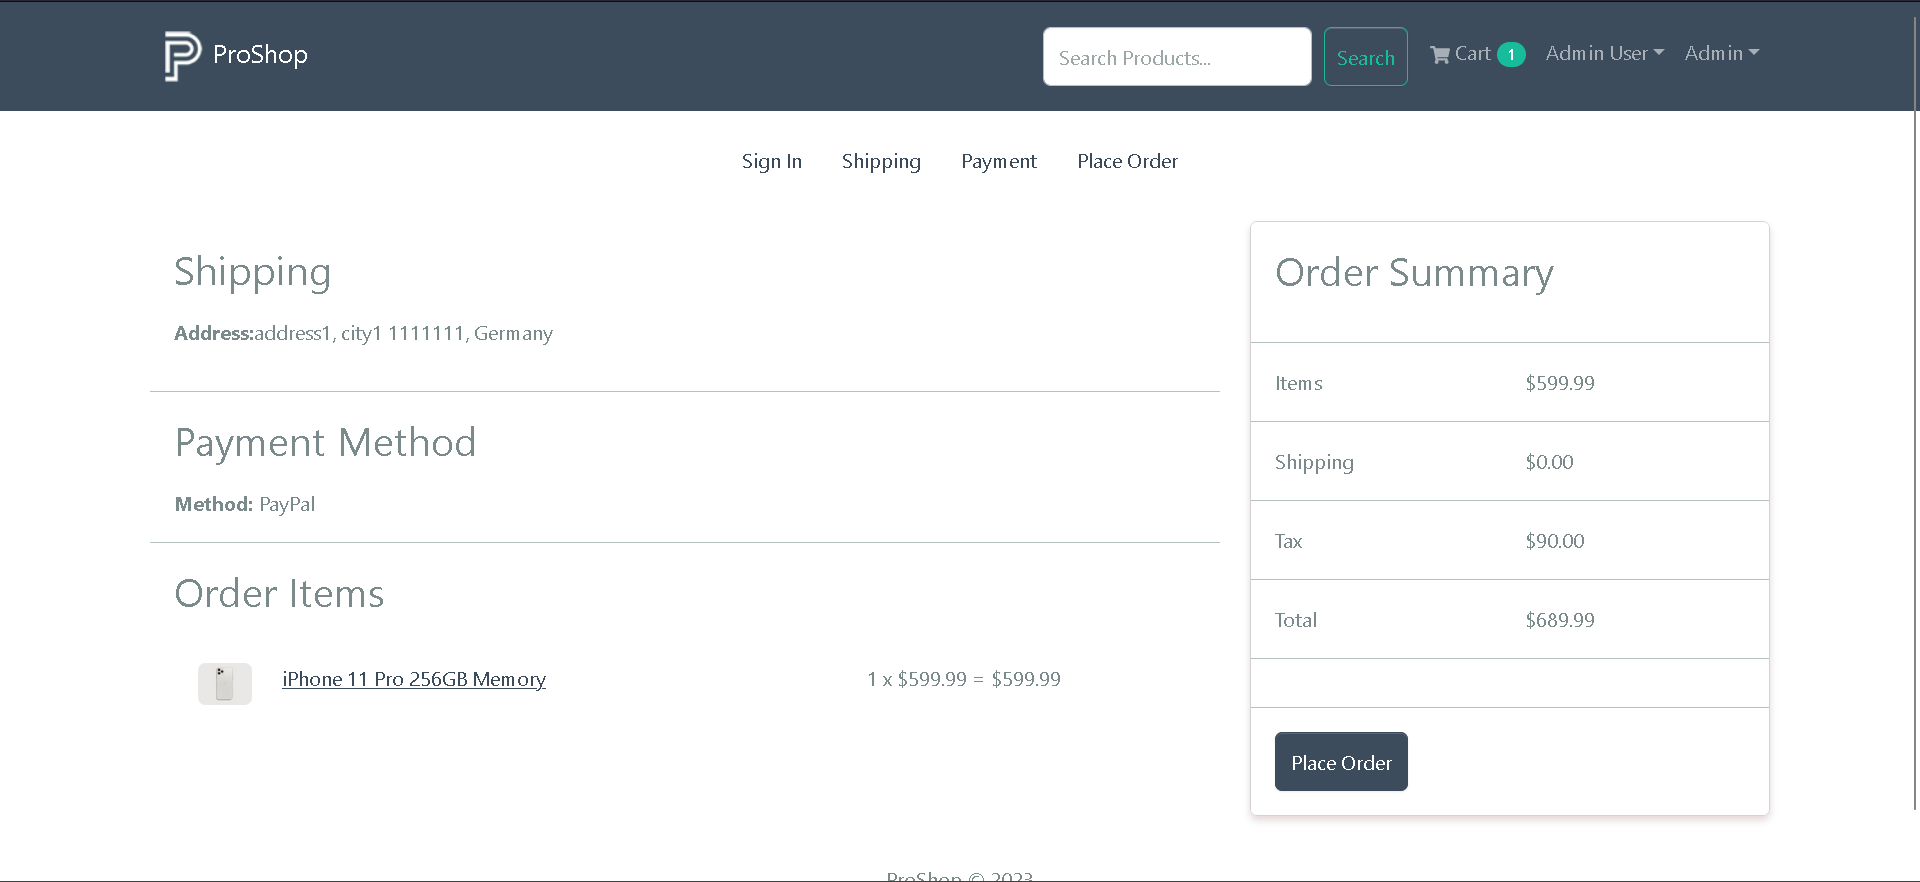 ProShop
Search Products...
Search
Cart 1
Admin User
Admin
Sign In
Shipping
Payment
Place Order
Shipping
Address:address1, city1 1111111, Germany
Payment Method
Method: PayPal
Order Items
iPhone 11 Pro 256GB Memory
1 x $599.99 = $599.99
Order Summary
Items $599.99
Shipping $0.00
Tax $90.00
Total $689.99
Place Order
ProShop © 2023